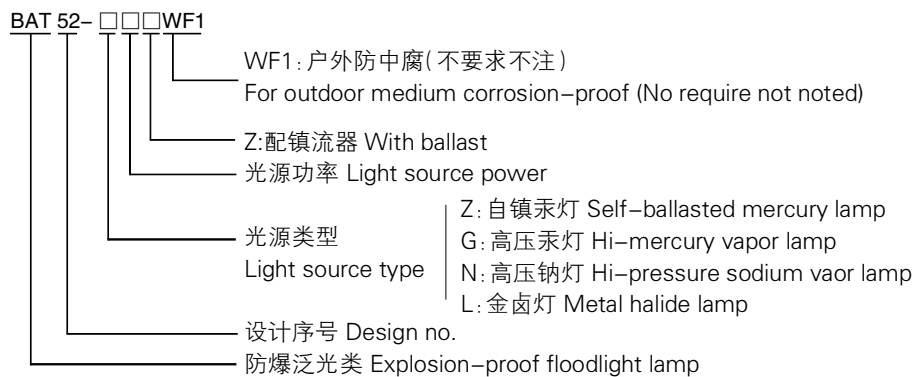 BAT 52-□□□WF1
WF1:户外防中腐(不要求不注)
For outdoor medium corrosion-proof (No require not noted)
Z:配镇流器 With ballast
光源功率 Light source power
光源类型
Light source type
Z:自镇汞灯 Self-ballasted mercury lamp
G:高压汞灯 Hi-mercury vapor lamp
N:高压钠灯 Hi-pressure sodium vaor lamp
L:金卤灯 Metal halide lamp
设计序号 Design no.
防爆泛光类 Explosion-proof floodlight lamp